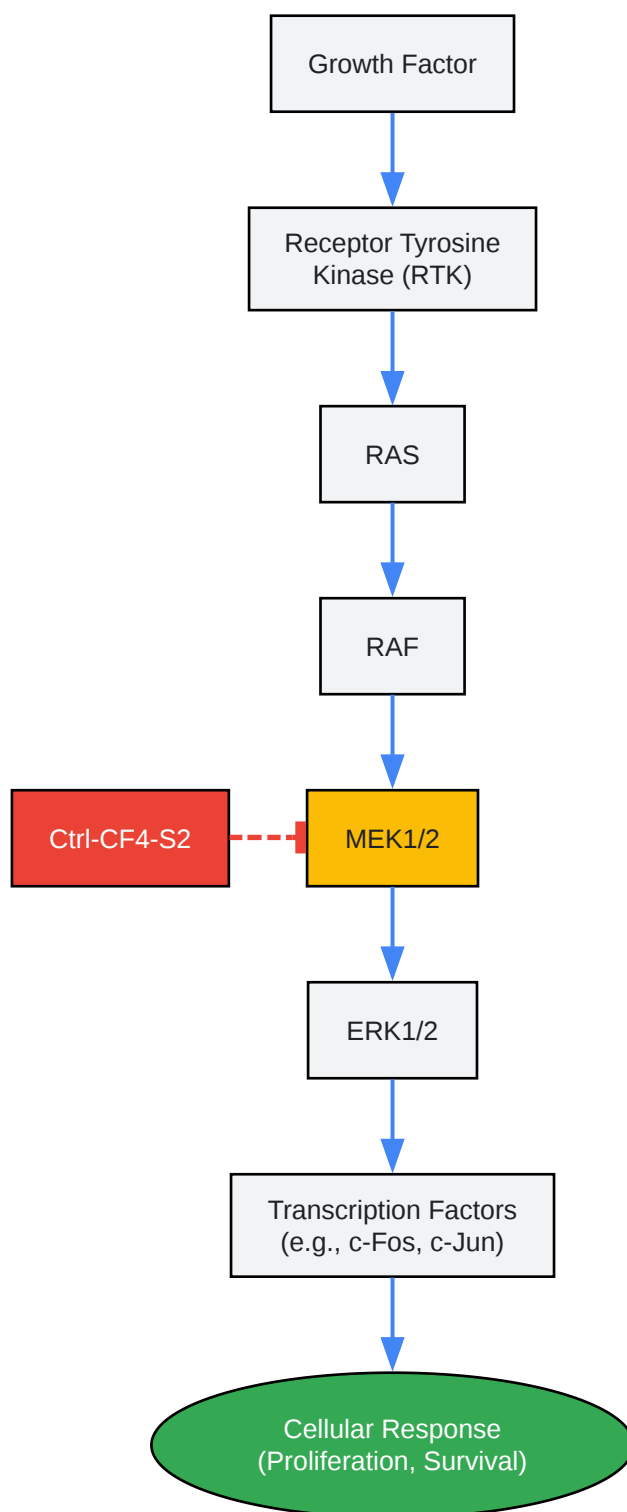 Growth Factor
Receptor Tyrosine
Kinase (RTK)
RAS
RAF
Ctrl-CF4-S2
MEK1/2
ERK1/2
Transcription Factors
(e.g., c-Fos, c-Jun)
Cellular Response
(Proliferation, Survival)